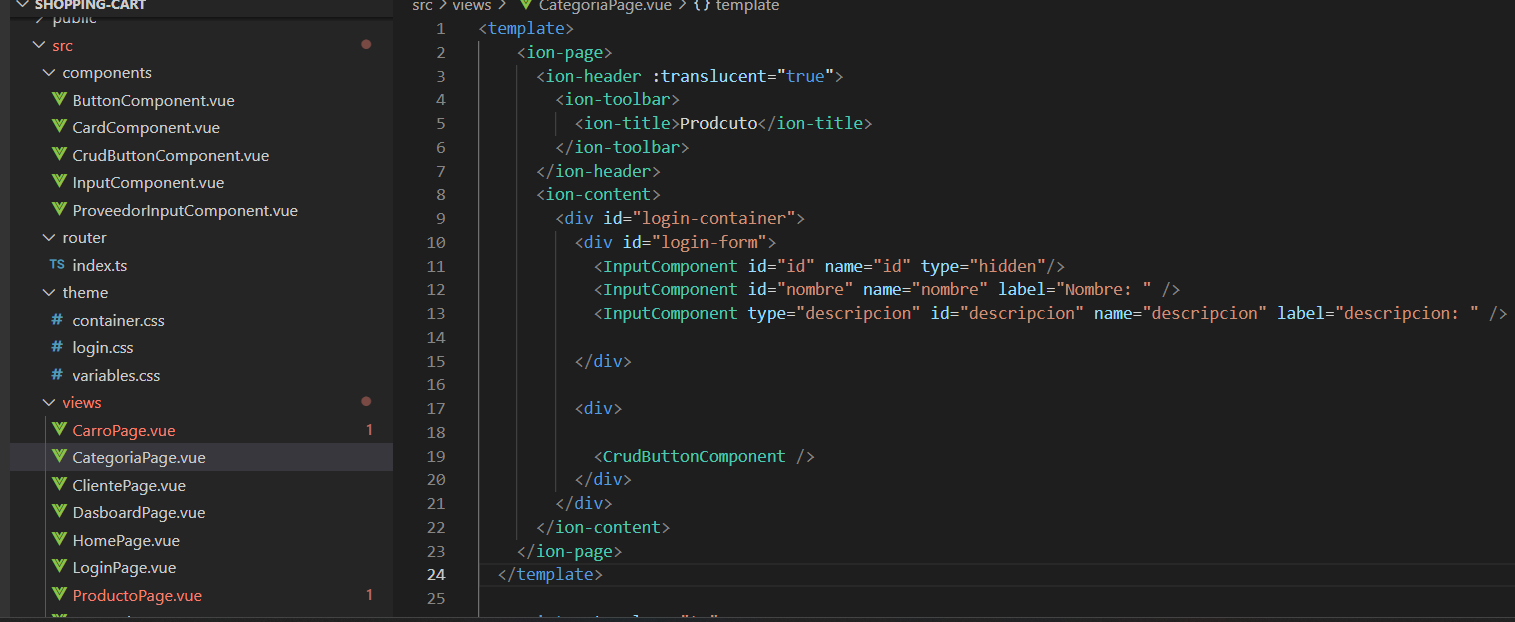 SHOPPING-CART
public
src
components
ButtonComponent.vue
CardComponent.vue
CrudButtonComponent.vue
InputComponent.vue
ProveedorInputComponent.vue
router
TS index.ts
theme
# container.css
# login.css
# variables.css
views
CarroPage.vue 1
CategoriaPage.vue
ClientePage.vue
DasboardPage.vue
HomePage.vue
LoginPage.vue
ProductoPage.vue 1
src > views > CategoriaPage.vue > {} template
1 <template>
2 <ion-page>
3 <ion-header :translucent="true">
4 <ion-toolbar>
5 <ion-title>Prodcuto</ion-title>
6 </ion-toolbar>
7 </ion-header>
8 <ion-content>
9 <div id="login-container">
10 <div id="login-form">
11 <InputComponent id="id" name="id" type="hidden"/>
12 <InputComponent id="nombre" name="nombre" label="Nombre: " />
13 <InputComponent type="descripcion" id="descripcion" name="descripcion" label="descripcion: " />
14
15 </div>
16
17 <div>
18
19 <CrudButtonComponent />
20 </div>
21 </div>
22 </ion-content>
23 </ion-page>
24 </template>
25